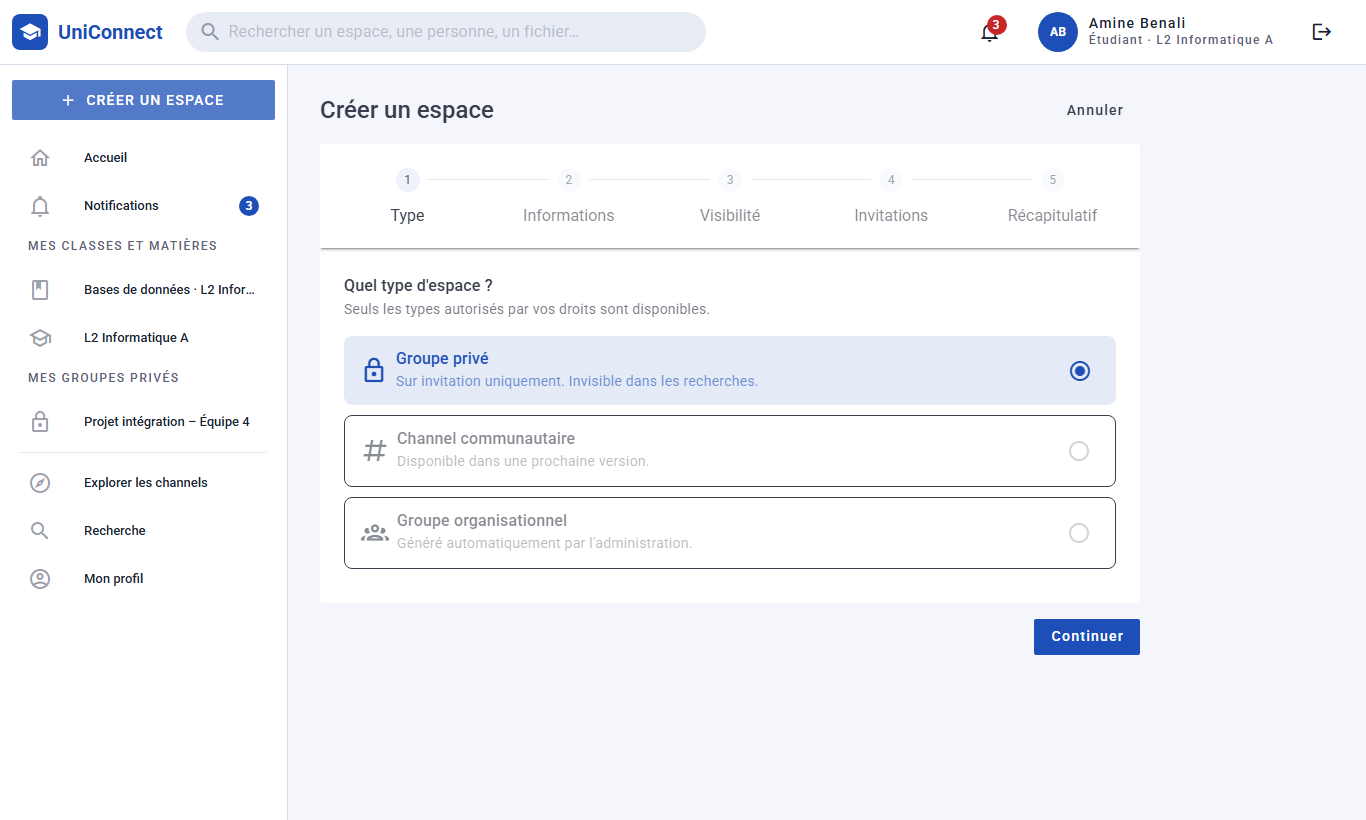 UniConnect
Rechercher un espace, une personne, un fichier…
3
AB
Amine Benali
Étudiant · L2 Informatique A
CRÉER UN ESPACE
Accueil
Notifications
3
MES CLASSES ET MATIÈRES
Bases de données · L2 Infor…
L2 Informatique A
MES GROUPES PRIVÉS
Projet intégration – Équipe 4
Explorer les channels
Recherche
Mon profil
Créer un espace
Annuler
1
2
3
4
5
Type
Informations
Visibilité
Invitations
Récapitulatif
Quel type d'espace ?
Seuls les types autorisés par vos droits sont disponibles.
Groupe privé
Sur invitation uniquement. Invisible dans les recherches.
Channel communautaire
Disponible dans une prochaine version.
Groupe organisationnel
Généré automatiquement par l'administration.
Continuer